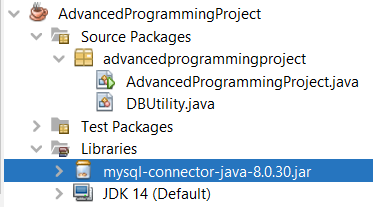 AdvancedProgrammingProject
Source Packages
advancedprogrammingproject
AdvancedProgrammingProject.java
DBUtility.java
Test Packages
Libraries
mysql-connector-java-8.0.30.jar
JDK 14 (Default)